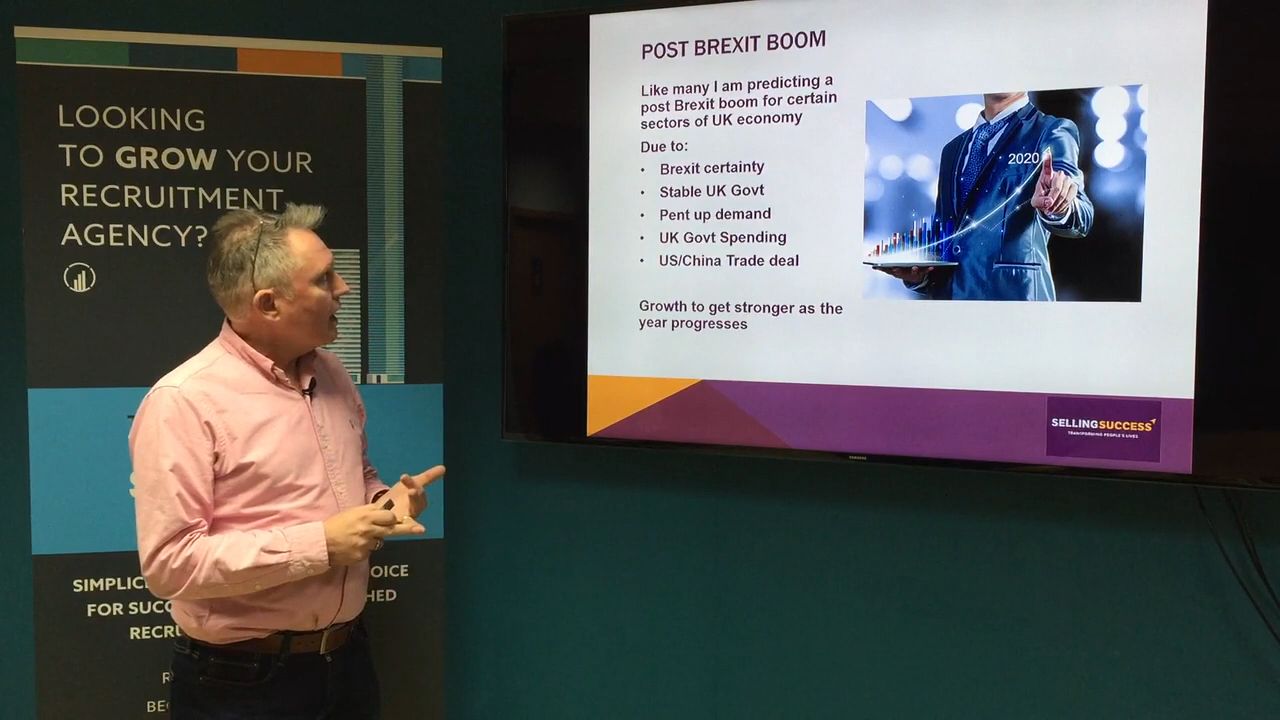 LOOKING
TO GROW YOUR
RECRUITMENT
AGENCY?
POST BREXIT BOOM
Like many I am predicting a
post Brexit boom for certain
sectors of UK economy
Due to:
• Brexit certainty
• Stable UK Govt
• Pent up demand
• UK Govt Spending
• US/China Trade deal
Growth to get stronger as the
year progresses
2020
SELLINGSUCCESS
TRANSFORMING PEOPLE'S LIVES
FOR